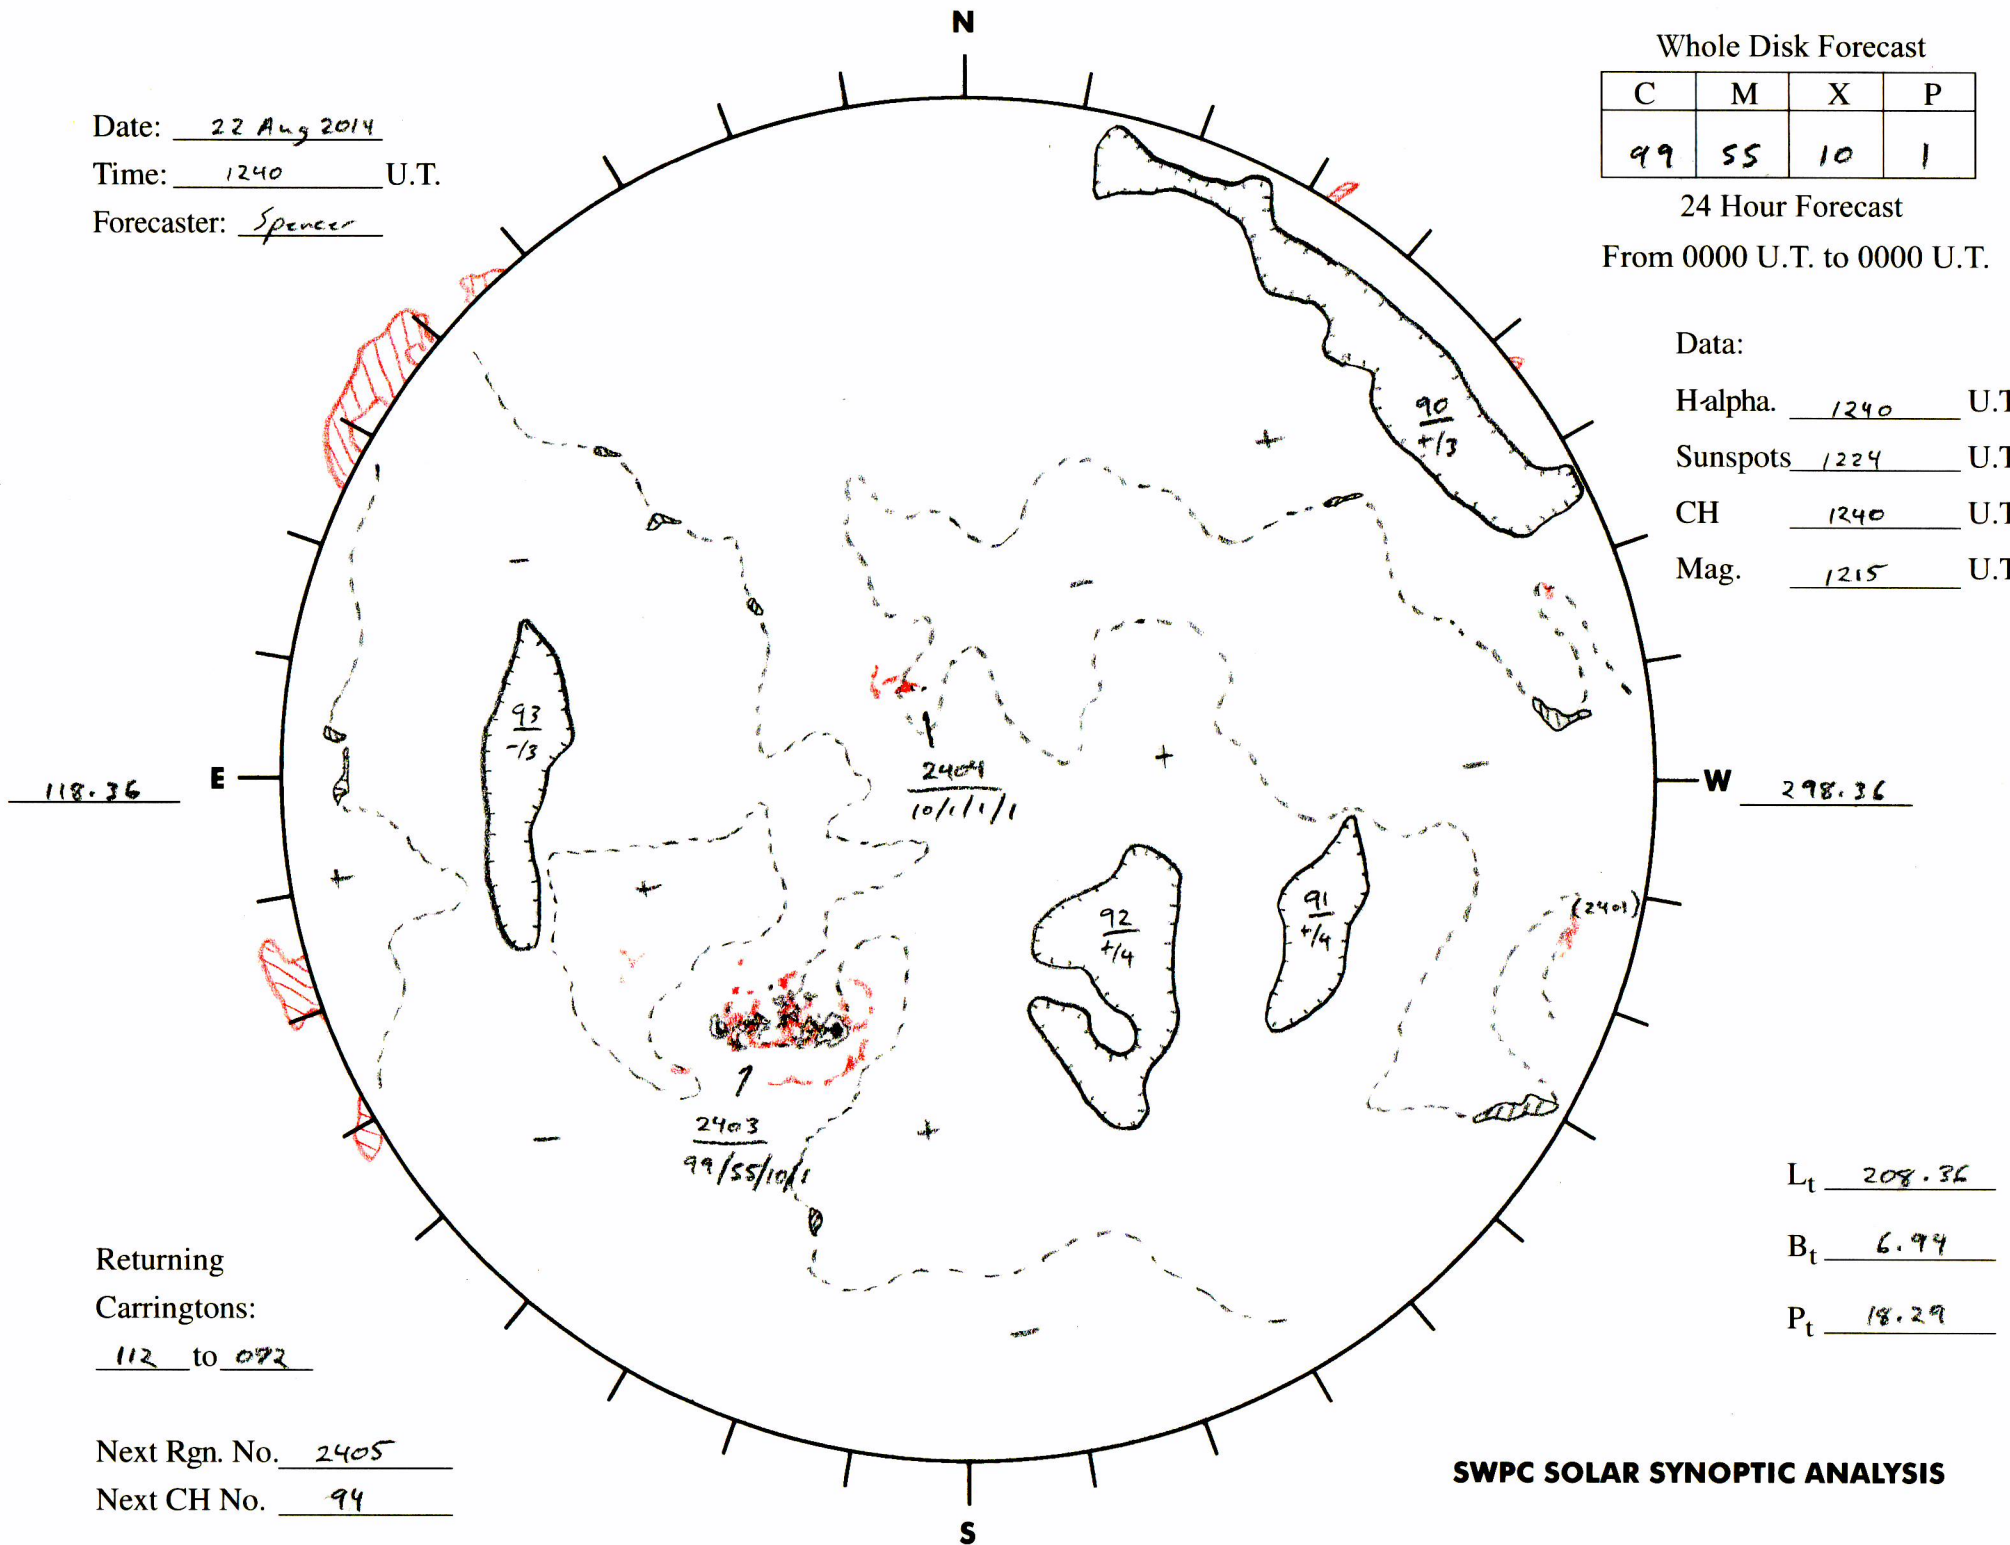 N
Date: 22 Aug 2014
Time: 1240 U.T.
Forecaster: Spencer
Whole Disk Forecast
C M X P
99 55 10 1
24 Hour Forecast
From 0000 U.T. to 0000 U.T.
Data:
H-alpha. 1240 U.T
Sunspots 1224 U.T
CH 1240 U.T
Mag. 1215 U.T
90
+/3
+
-
-
93
-/3
2404
10/1/1/1
+
-
118.36 E
W 298.36
+
+
92
+/4
91
+/4
(2401)
2403
99/55/10/1
-
+
-
Lt 208.36
Bt 6.94
Pt 18.29
Returning
Carringtons:
112 to 072
Next Rgn. No. 2405
Next CH No. 94
SWPC SOLAR SYNOPTIC ANALYSIS
S